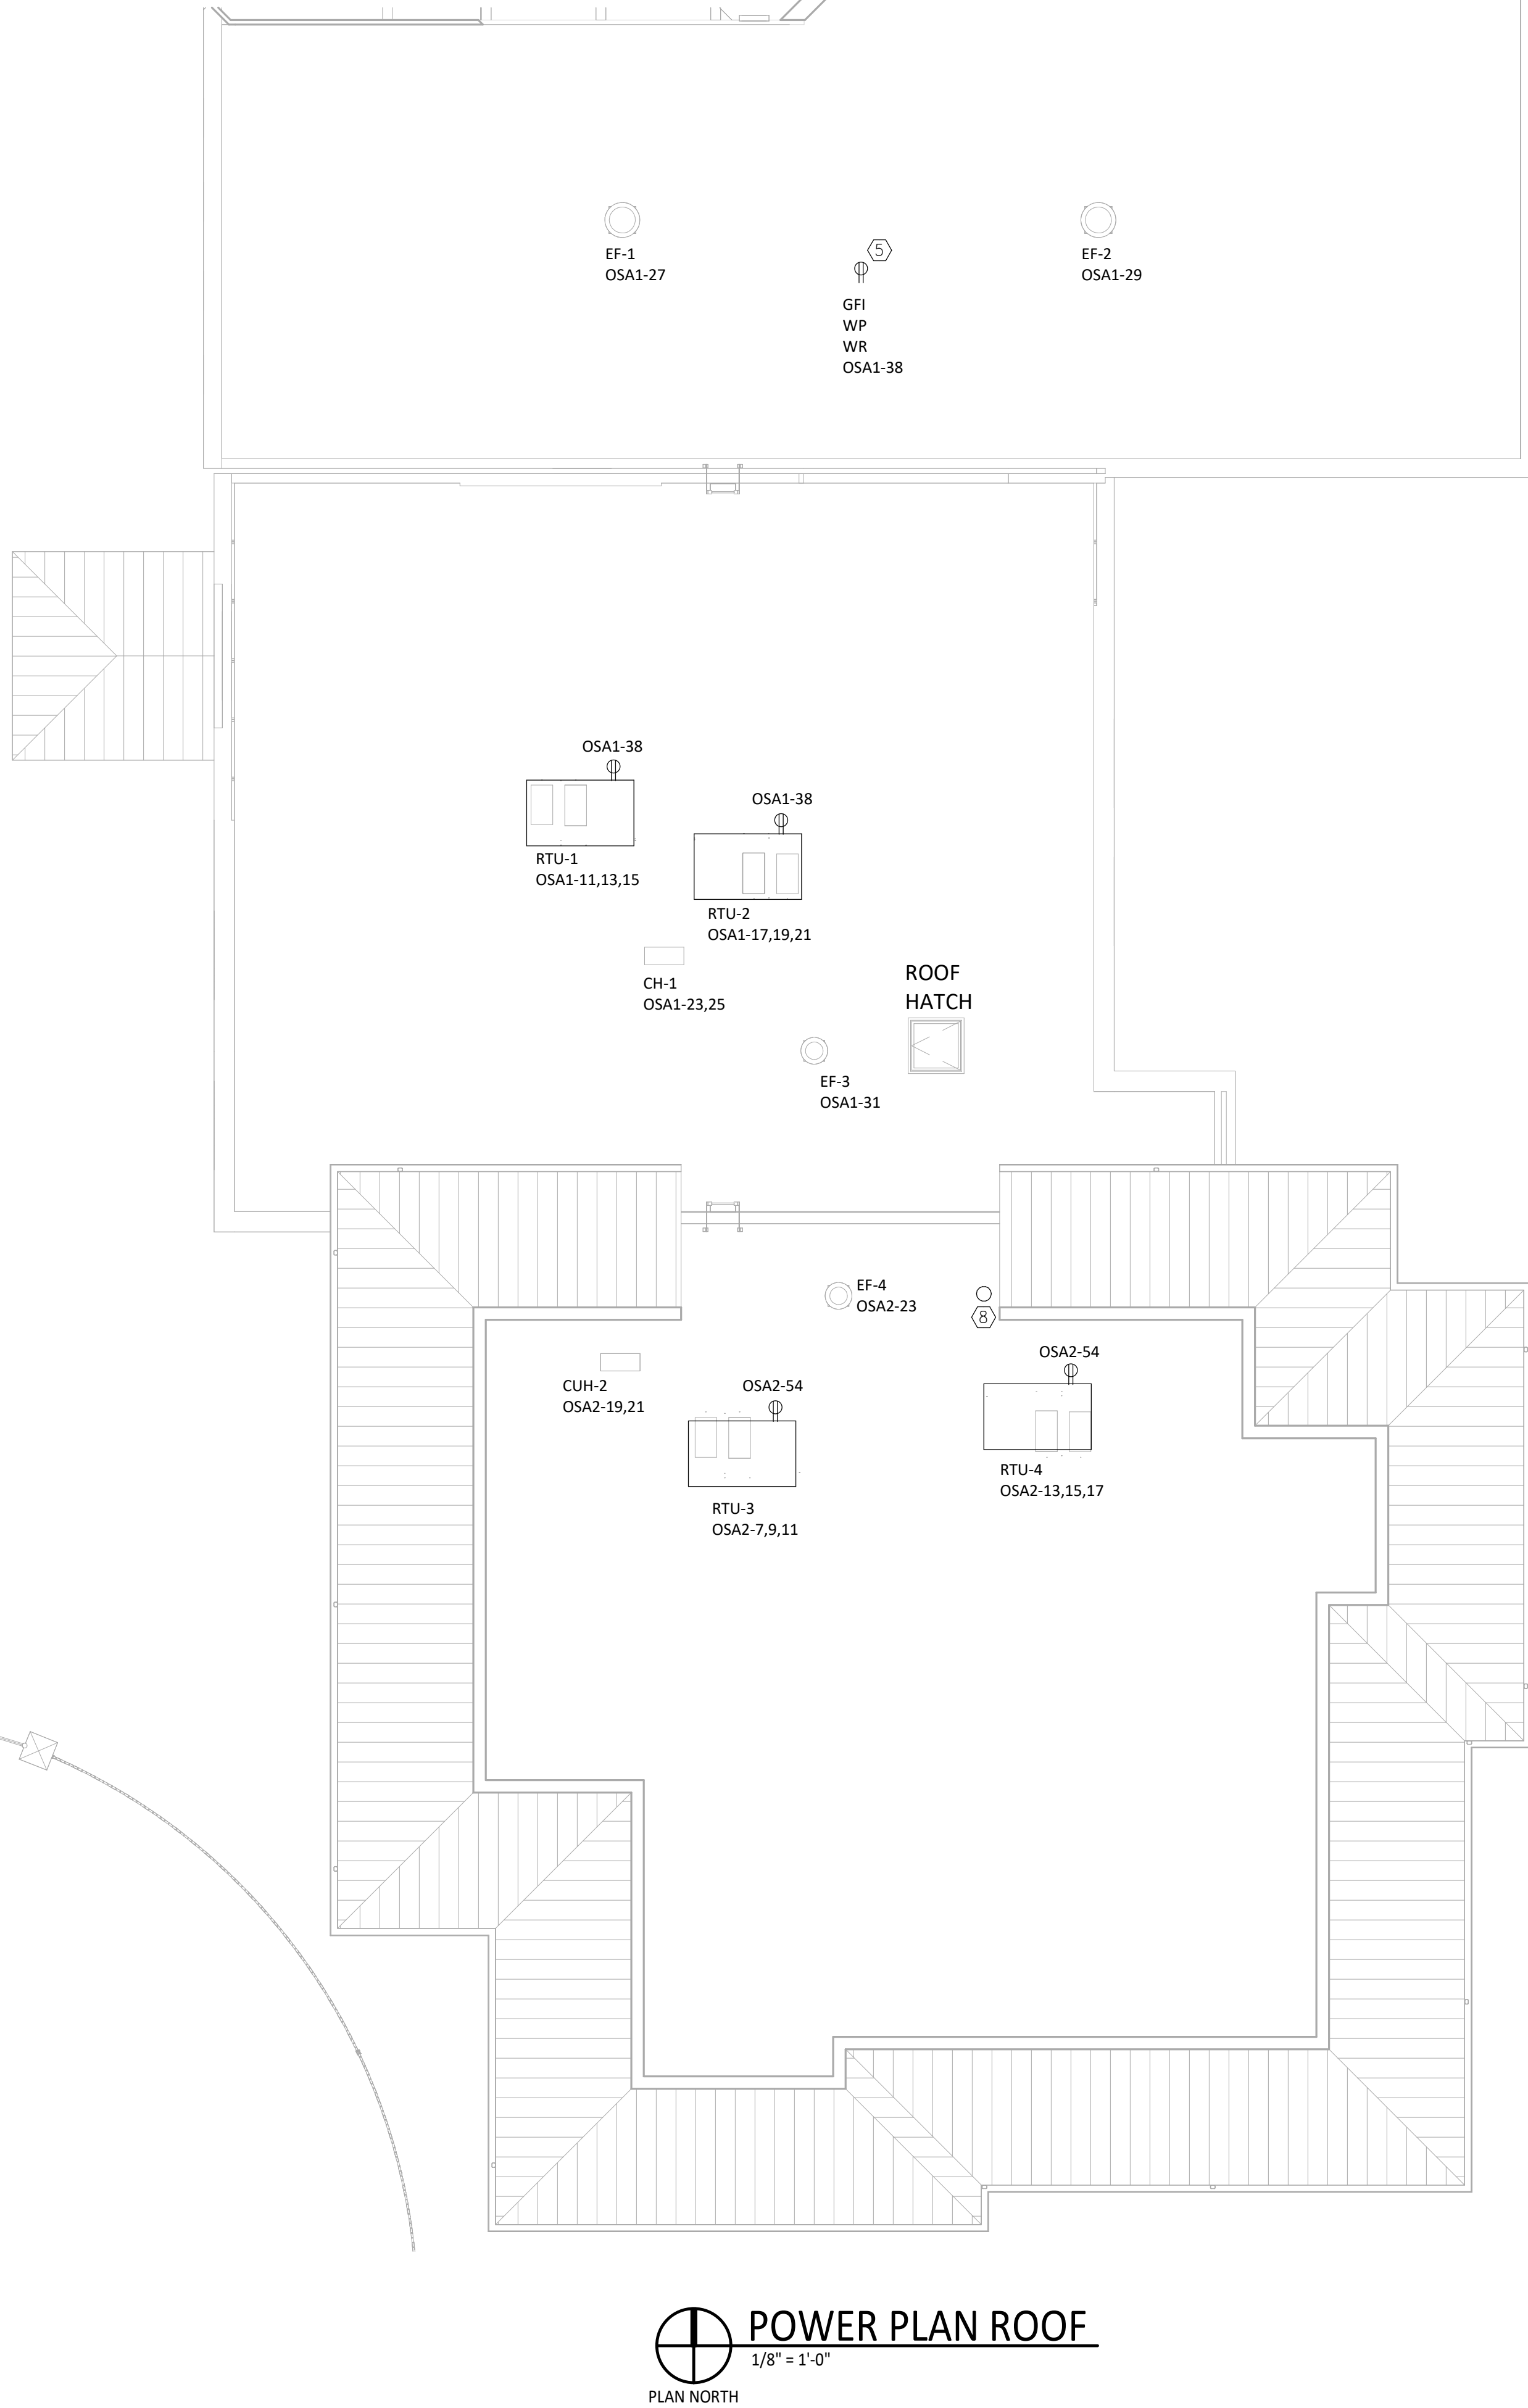 EF-1
OSA1-27
5
GFI
WP
WR
OSA1-38
EF-2
OSA1-29
OSA1-38
RTU-1
OSA1-11,13,15
OSA1-38
RTU-2
OSA1-17,19,21
CH-1
OSA1-23,25
ROOF
HATCH
EF-3
OSA1-31
EF-4
OSA2-23
8
CUH-2
OSA2-19,21
OSA2-54
RTU-3
OSA2-7,9,11
OSA2-54
RTU-4
OSA2-13,15,17
POWER PLAN ROOF
1/8" = 1'-0"
PLAN NORTH